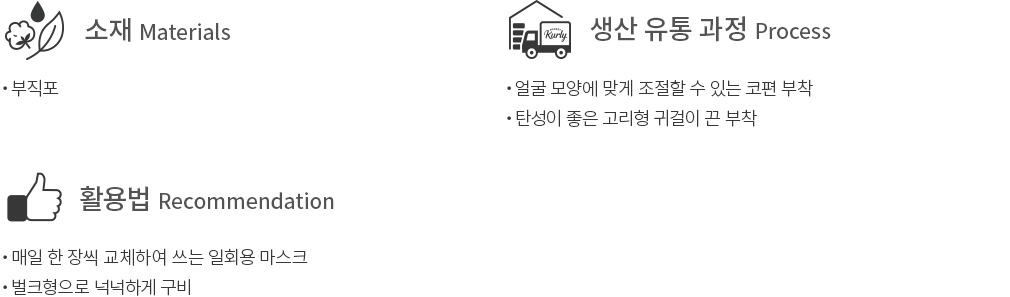 소재 Materials
• 부직포
Kurly
생산 유통 과정 Process
• 얼굴 모양에 맞게 조절할 수 있는 코편 부착
• 탄성이 좋은 고리형 귀걸이 끈 부착
활용법 Recommendation
• 매일 한 장씩 교체하여 쓰는 일회용 마스크
• 벌크형으로 넉넉하게 구비